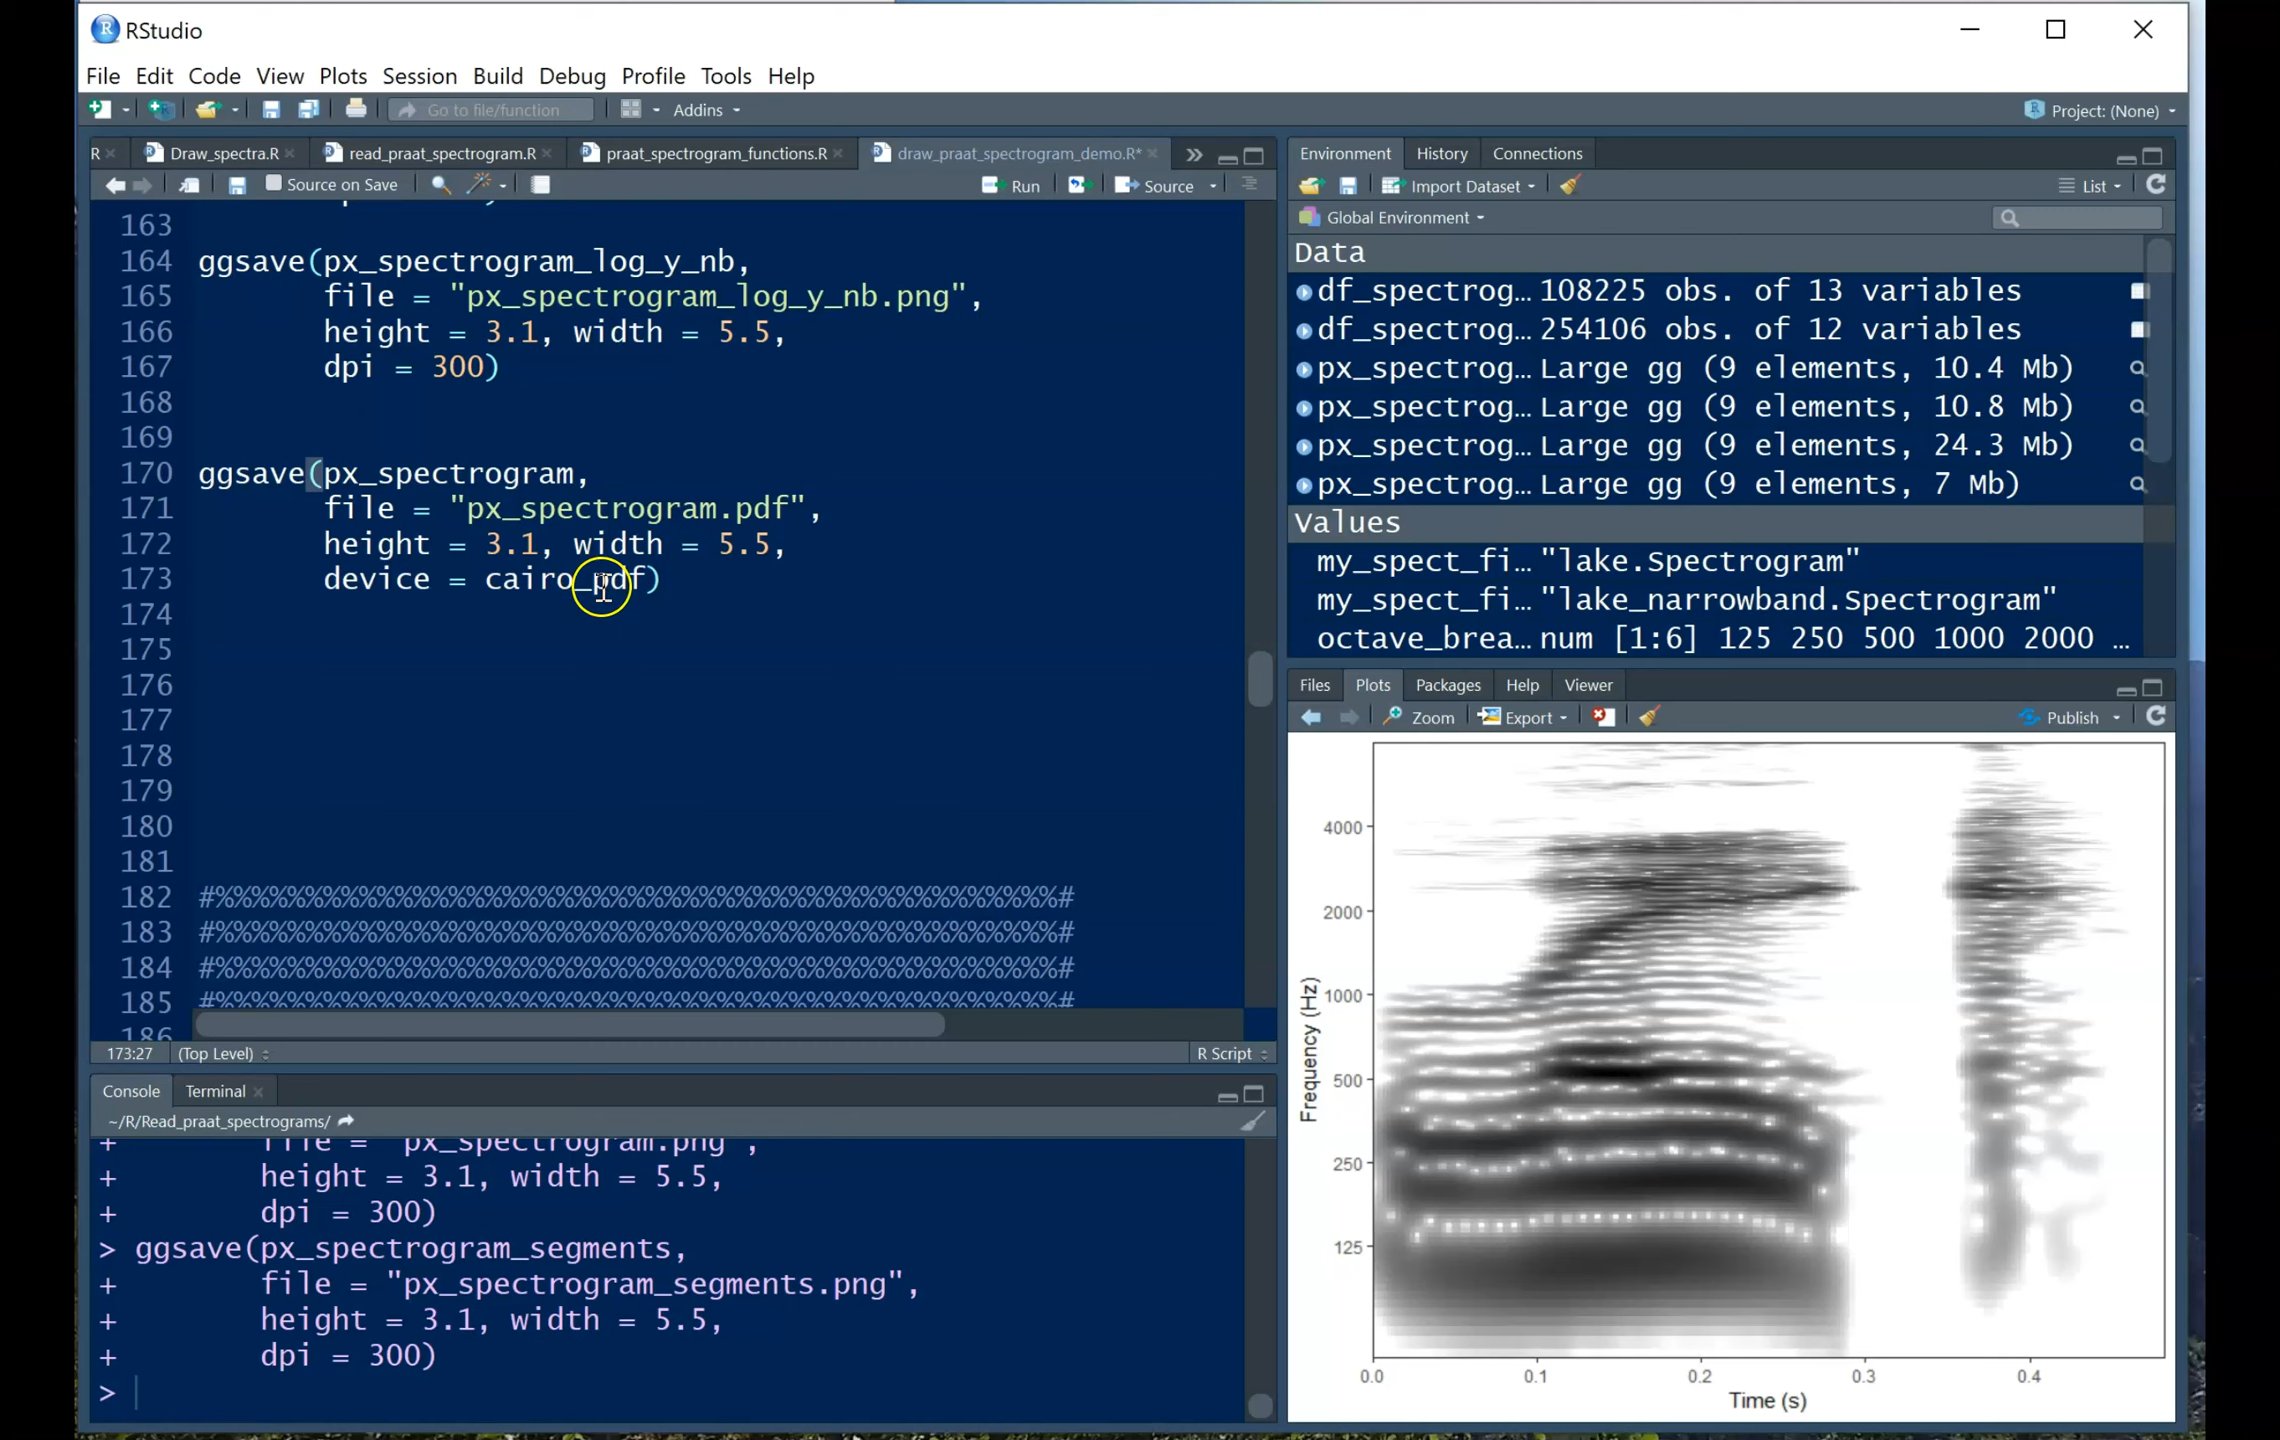 RStudio
File Edit Code View Plots Session Build Debug Profile Tools Help
Go to file/function Addins Project: (None)
R Draw_spectra.R read_praat_spectrogram.R praat_spectrogram_functions.R draw_praat_spectrogram_demo.R*
Source on Save Run Source
163
164 ggsave(px_spectrogram_log_y_nb,
165 file = "px_spectrogram_log_y_nb.png",
166 height = 3.1, width = 5.5,
167 dpi = 300)
168
169
170 ggsave(px_spectrogram,
171 file = "px_spectrogram.pdf",
172 height = 3.1, width = 5.5,
173 device = cairo_pdf)
174
175
176
177
178
179
180
181
182 #%%%%%%%%%%%%%%%%%%%%%%%%%%%%%%%%%%%%%%%%%%%%%%%#
183 #%%%%%%%%%%%%%%%%%%%%%%%%%%%%%%%%%%%%%%%%%%%%%%%#
184 #%%%%%%%%%%%%%%%%%%%%%%%%%%%%%%%%%%%%%%%%%%%%%%%#
185 #%%%%%%%%%%%%%%%%%%%%%%%%%%%%%%%%%%%%%%%%%%%%%%%#
186
173:27 (Top Level) R Script
Console Terminal
~/R/Read_praat_spectrograms/
+ file = "px_spectrogram.png",
+ height = 3.1, width = 5.5,
+ dpi = 300)
> ggsave(px_spectrogram_segments,
+ file = "px_spectrogram_segments.png",
+ height = 3.1, width = 5.5,
+ dpi = 300)
>
Environment History Connections
Import Dataset List
Global Environment
Data
df_spectrog… 108225 obs. of 13 variables
df_spectrog… 254106 obs. of 12 variables
px_spectrog… Large gg (9 elements, 10.4 Mb)
px_spectrog… Large gg (9 elements, 10.8 Mb)
px_spectrog… Large gg (9 elements, 24.3 Mb)
px_spectrog… Large gg (9 elements, 7 Mb)
Values
my_spect_fi… "lake.Spectrogram"
my_spect_fi… "lake_narrowband.Spectrogram"
octave_brea… num [1:6] 125 250 500 1000 2000 …
Files Plots Packages Help Viewer
Zoom Export Publish
4000
2000
1000
500
250
125
Frequency (Hz)
0.0 0.1 0.2 0.3 0.4
Time (s)